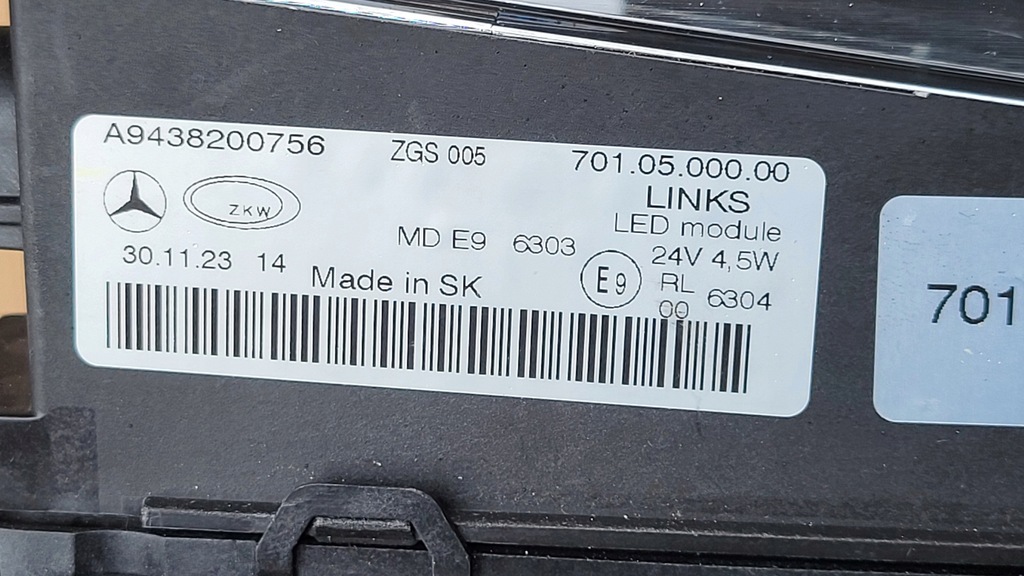 A9438200756 ZGS 005 701.05.000.00
LINKS
ZKW
LED module
MD E9 6303
24V 4,5W
30.11.23 14 Made in SK
E9
RL
00 6304
701